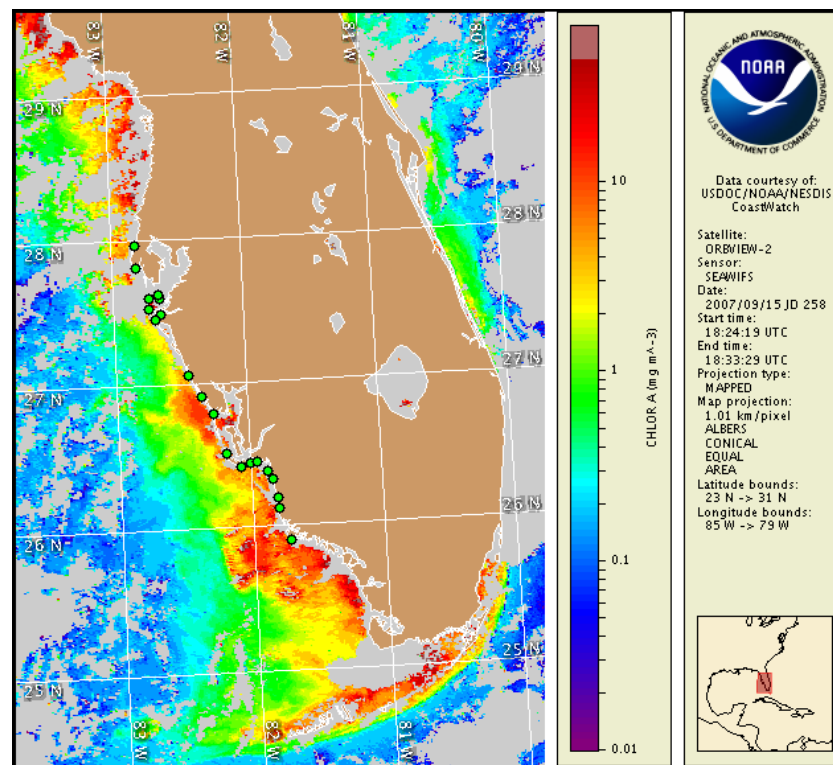 83 W
82 W
81 W
80 W
29 N
29 N
28 N
28 N
27 N
27 N
26 N
26 N
25 N
25 N
83 W
82 W
81 W
10
1
0.1
0.01
CHLOR A (mg m^-3)
NATIONAL OCEANIC AND ATMOSPHERIC ADMINISTRATION
NOAA
U.S. DEPARTMENT OF COMMERCE
Data courtesy of:
USDOC/NOAA/NESDIS
CoastWatch
Satellite:
ORBVIEW-2
Sensor:
SEAWIFS
Date:
2007/09/15 JD 258
Start time:
18:24:19 UTC
End time:
18:33:29 UTC
Projection type:
MAPPED
Map projection:
1.01 km/pixel
ALBERS
CONICAL
EQUAL
AREA
Latitude bounds:
23 N -> 31 N
Longitude bounds:
85 W -> 79 W